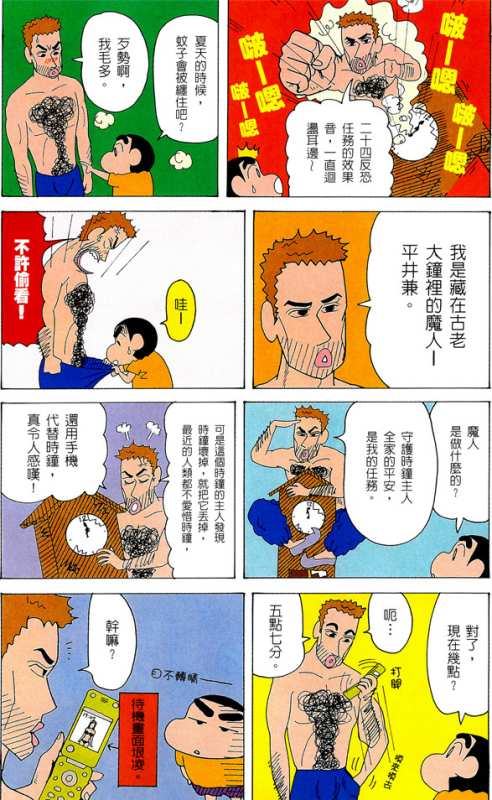 啵ー嗯
啵ー嗯
啵ー嗯
啵ー嗯
二十四反恐
任務的效果
音，一直迴
盪耳邊～
夏天的時候，
蚊子會被纏住吧？
歹勢啊，
我毛多。
我是藏在古老
大鐘裡的魔人ー
平井兼。
哇ー
不許偷看！
魔人
是做什麼的？
守護時鐘主人
全家的平安，
是我的任務。
可是這個時鐘的主人發現
時鐘壞掉，就把它丟掉，
最近的人類都不愛惜時鐘，
還用手機
代替時鐘，
真令人感嘆！
對了，
現在幾點？
呃…
打開
五點七分。
不轉睛
幹嘛？
待機畫面很凌。